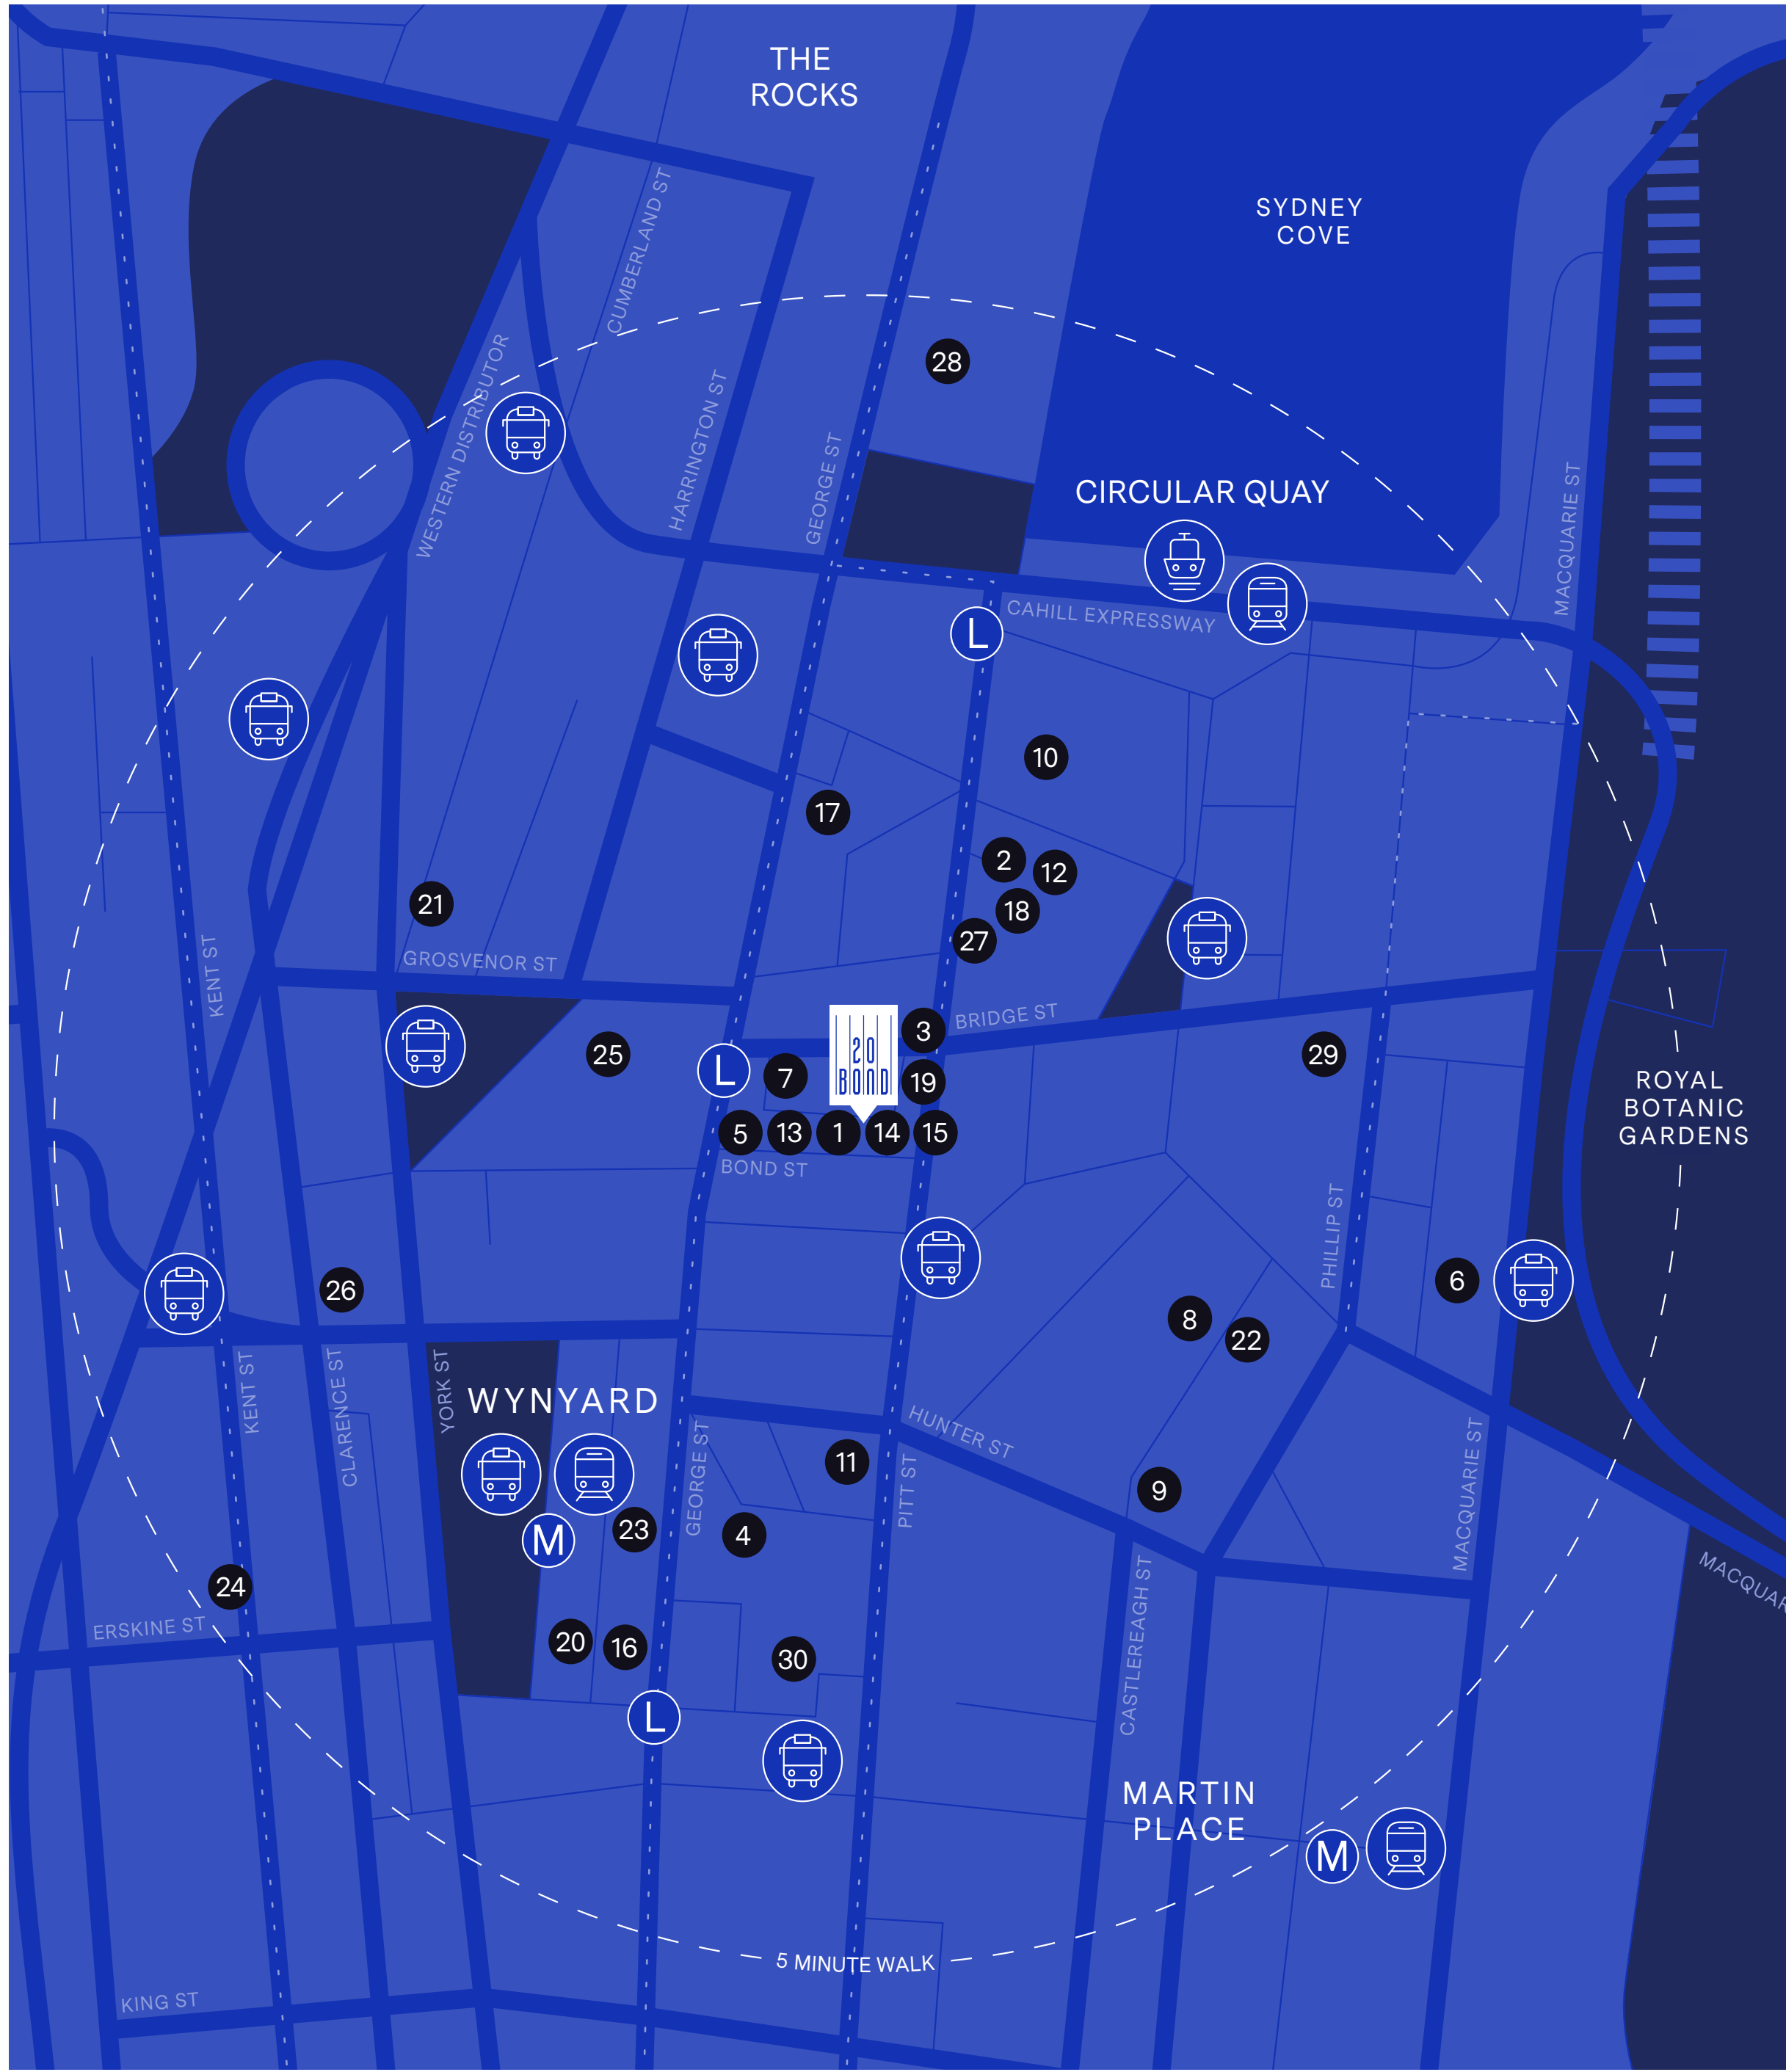 THE
ROCKS
SYDNEY
COVE
CUMBERLAND ST
WESTERN DISTRIBUTOR
28
HARRINGTON ST
GEORGE ST
CIRCULAR QUAY
MACQUARIE ST
CAHILL EXPRESSWAY
L
10
17
2
12
18
21
27
KENT ST
GROSVENOR ST
BRIDGE ST
20
BOND
3
25
29
L
7
19
ROYAL
BOTANIC
GARDENS
5
13
1
14
15
BOND ST
PHILLIP ST
26
6
8
22
KENT ST
CLARENCE ST
YORK ST
WYNYARD
HUNTER ST
GEORGE ST
11
PITT ST
9
MACQUARIE ST
M
23
4
MACQUAR
24
ERSKINE ST
20
16
30
CASTLEREAGH ST
L
MARTIN
PLACE
M
5 MINUTE WALK
KING ST